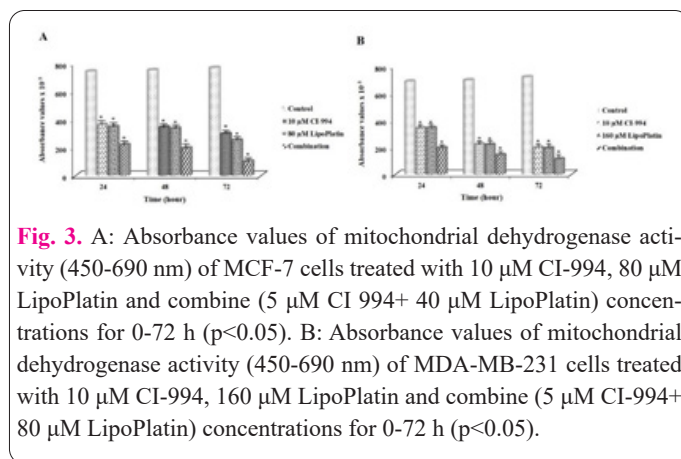 A
B
800
600
400
200
0
Absorbance values x 10⁻³
24
48
72
Time (hour)
Control
10 µM CI-994
80 µM LipoPlatin
Combination
800
600
400
200
0
Absorbance values x 10⁻³
24
48
72
Time (hour)
Control
10 µM CI-994
160 µM LipoPlatin
Combination
Fig. 3. A: Absorbance values of mitochondrial dehydrogenase acti-
vity (450-690 nm) of MCF-7 cells treated with 10 µM CI-994, 80 µM
LipoPlatin and combine (5 µM CI 994+ 40 µM LipoPlatin) concen-
trations for 0-72 h (p<0.05). B: Absorbance values of mitochondrial
dehydrogenase activity (450-690 nm) of MDA-MB-231 cells treated
with 10 µM CI-994, 160 µM LipoPlatin and combine (5 µM CI-994+
80 µM LipoPlatin) concentrations for 0-72 h (p<0.05).